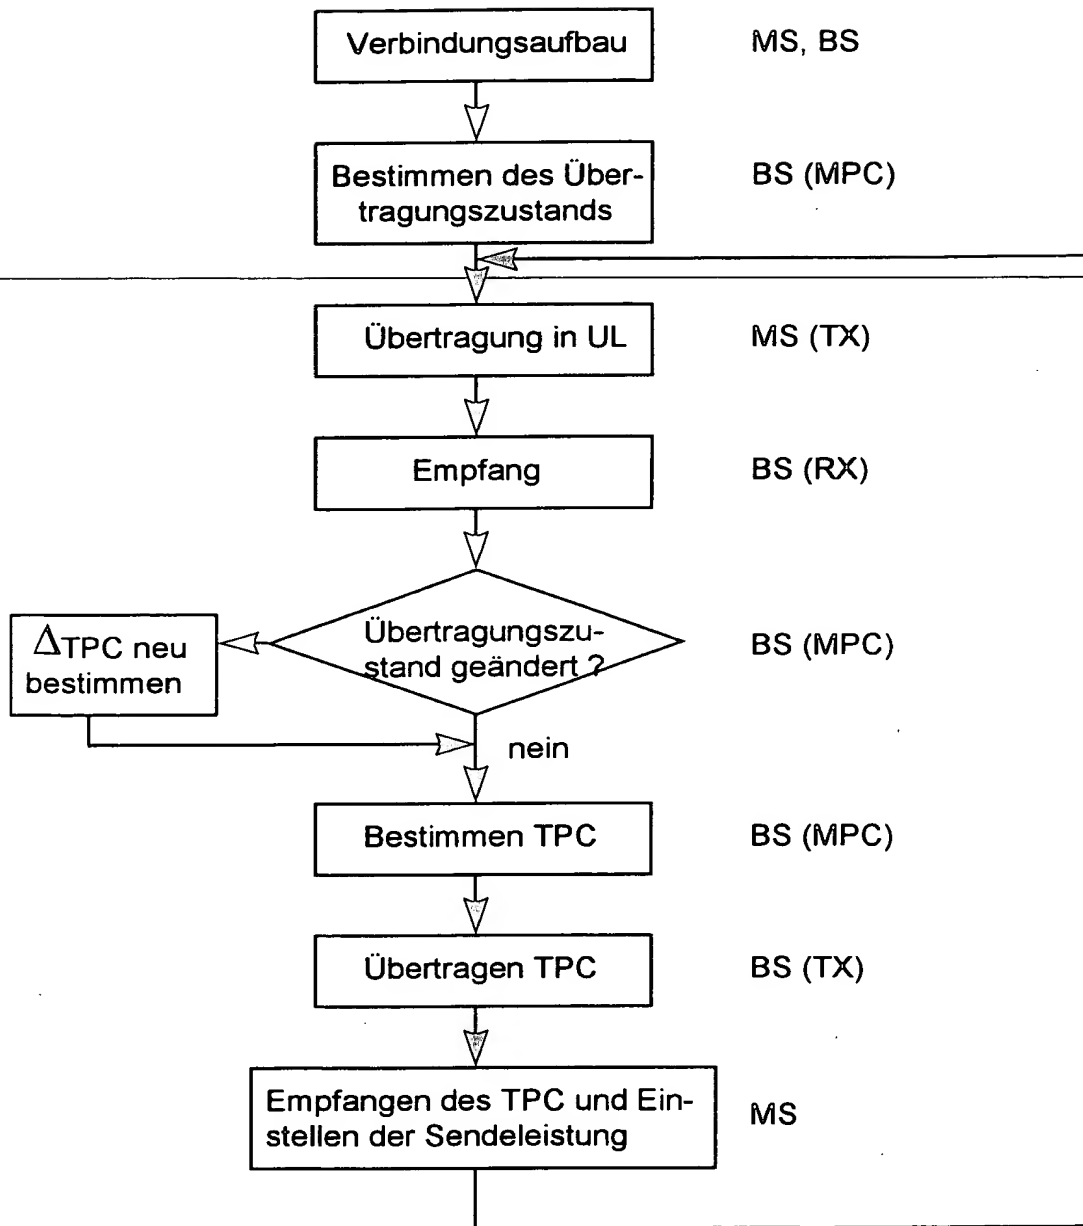 Verbindungsaufbau
MS, BS
Bestimmen des Über-
tragungszustands
BS (MPC)
Übertragung in UL
MS (TX)
Empfang
BS (RX)
Übertragungszu-
stand geändert ?
BS (MPC)
ΔTPC neu
bestimmen
nein
Bestimmen TPC
BS (MPC)
Übertragen TPC
BS (TX)
Empfangen des TPC und Ein-
stellen der Sendeleistung
MS